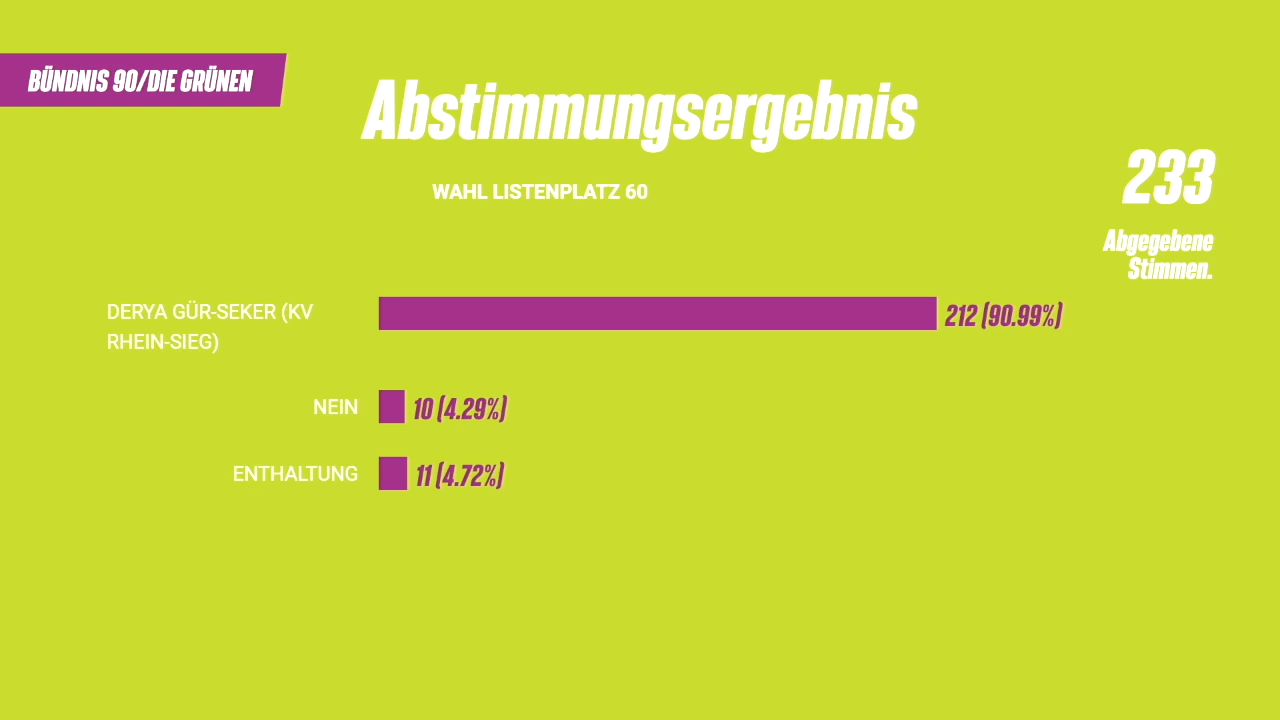 BÜNDNIS 90/DIE GRÜNEN
Abstimmungsergebnis
WAHL LISTENPLATZ 60
233
Abgegebene
Stimmen.
DERYA GÜR-SEKER (KV
RHEIN-SIEG)
212 (90.99%)
NEIN
10 (4.29%)
ENTHALTUNG
11 (4.72%)